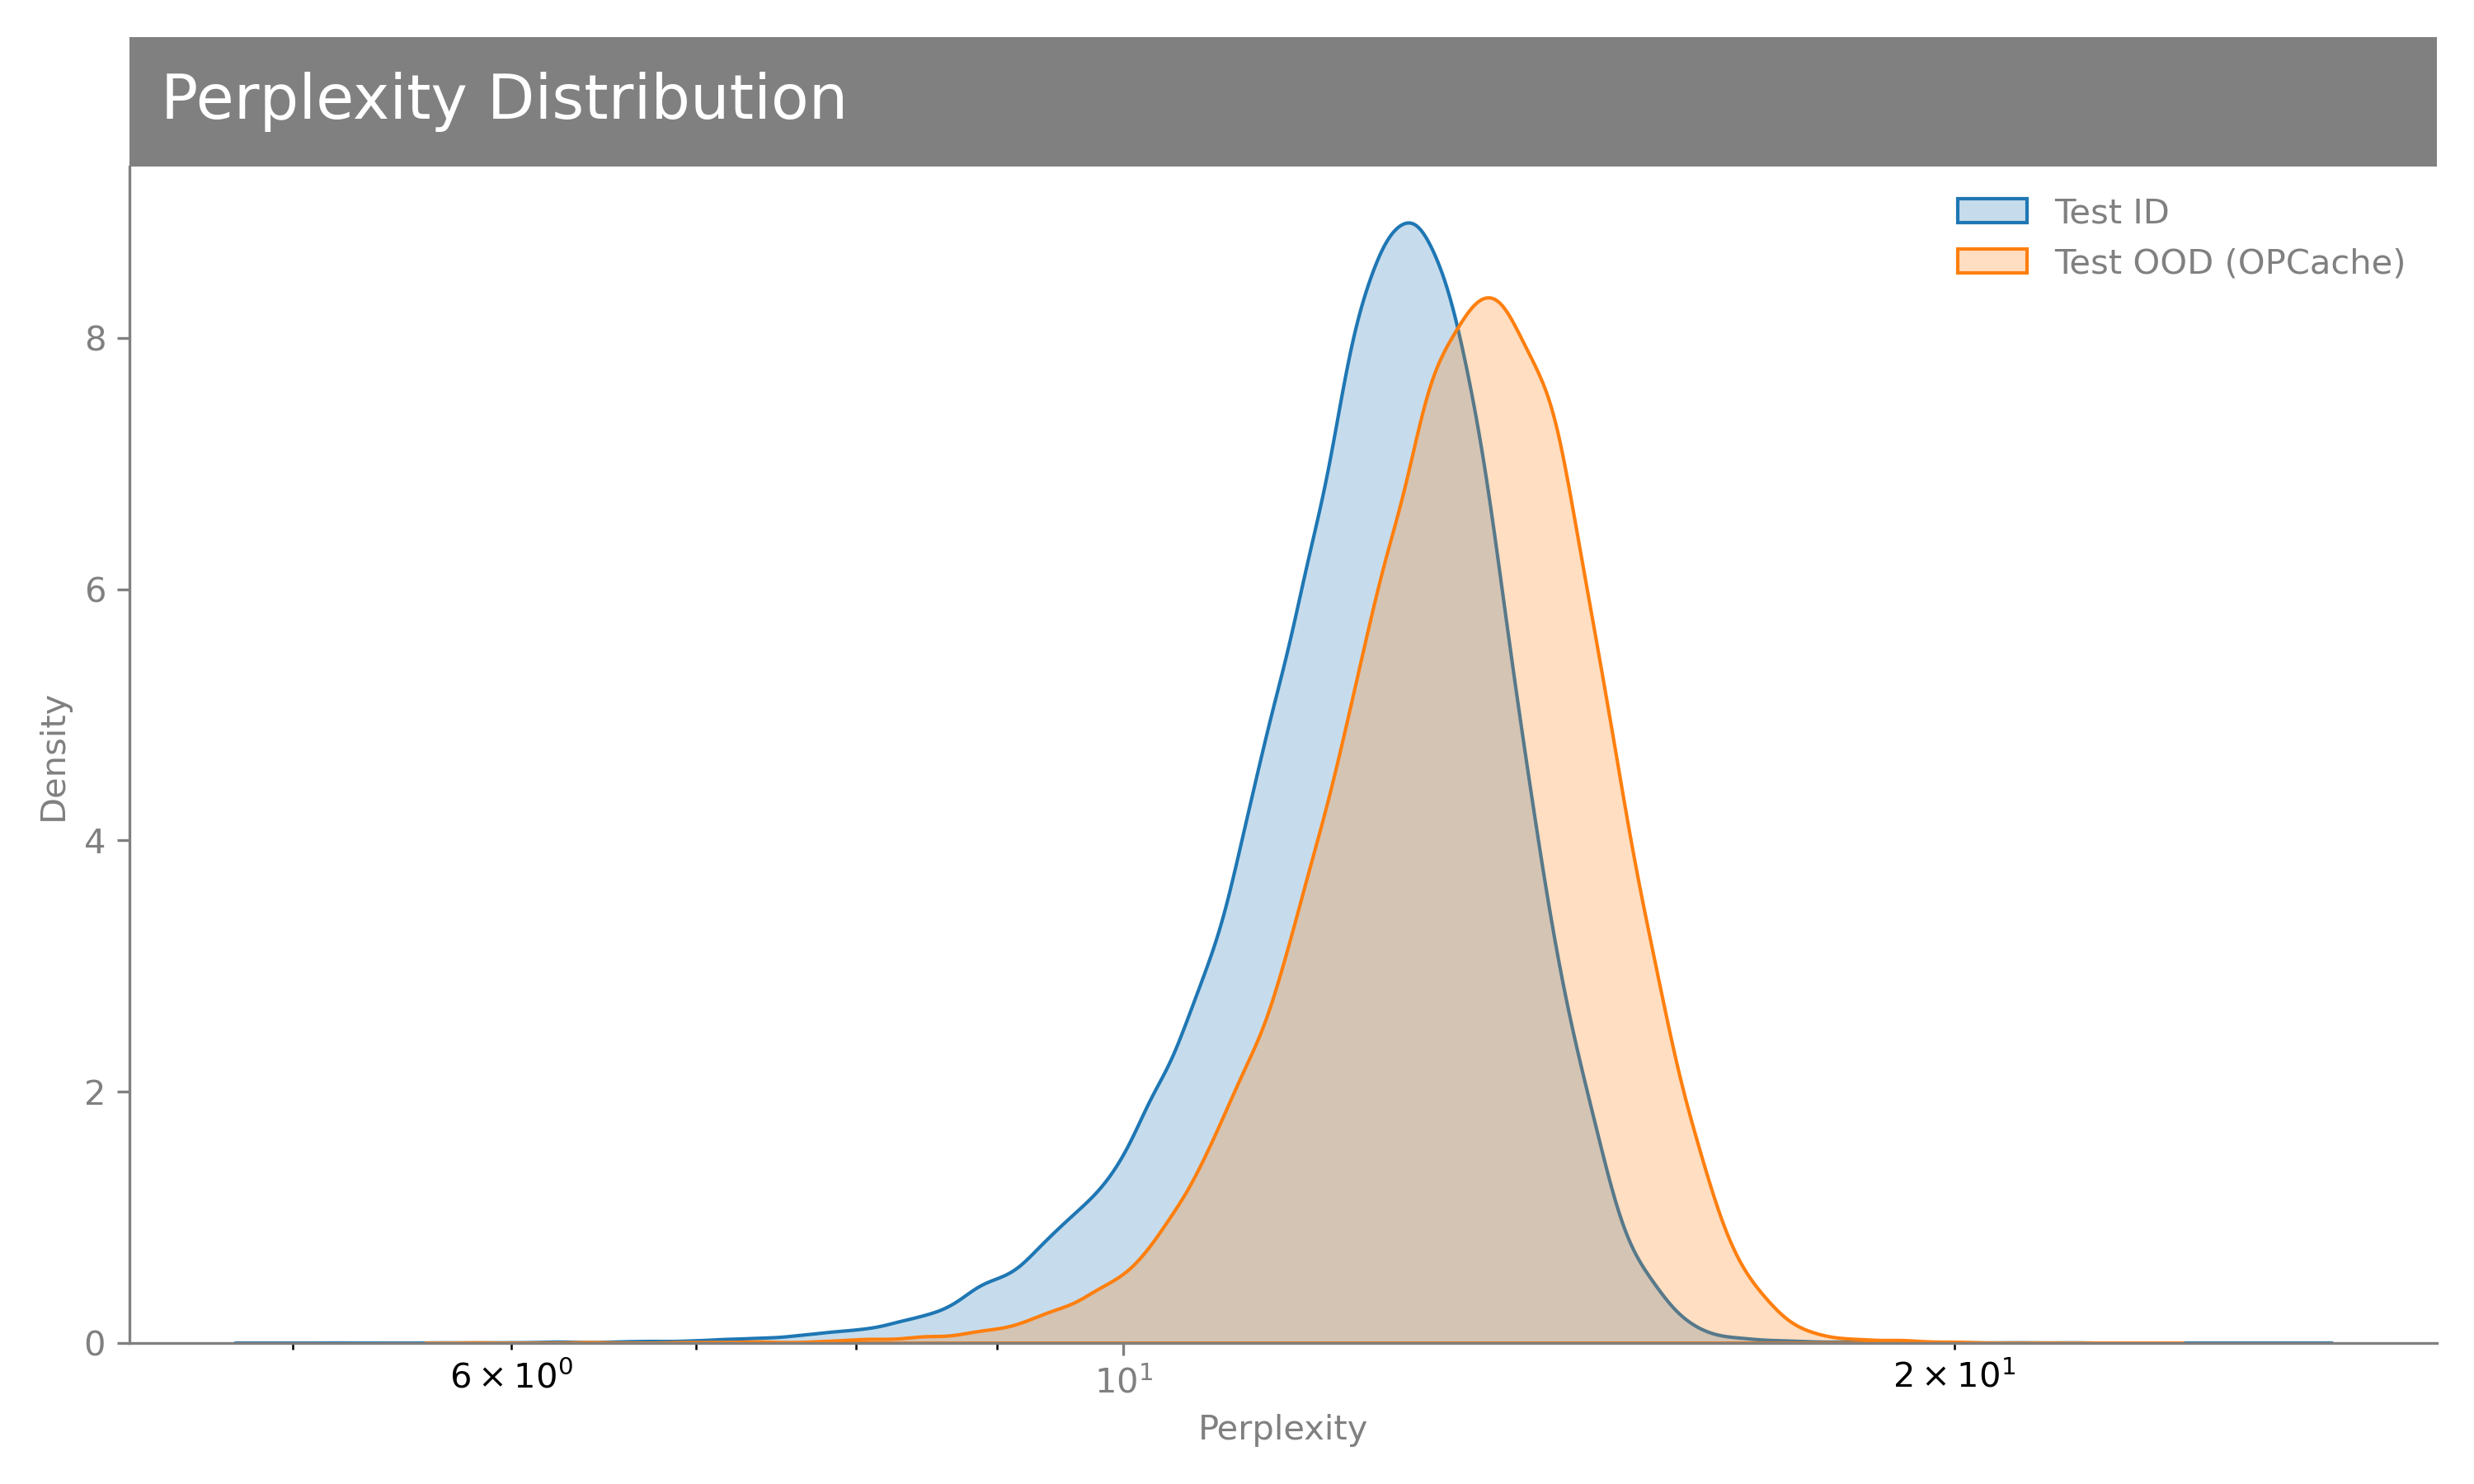 Perplexity Distribution
Test ID
Test OOD (OPCache)
8
6
4
2
0
Density
6 × 10⁰
10¹
2 × 10¹
Perplexity